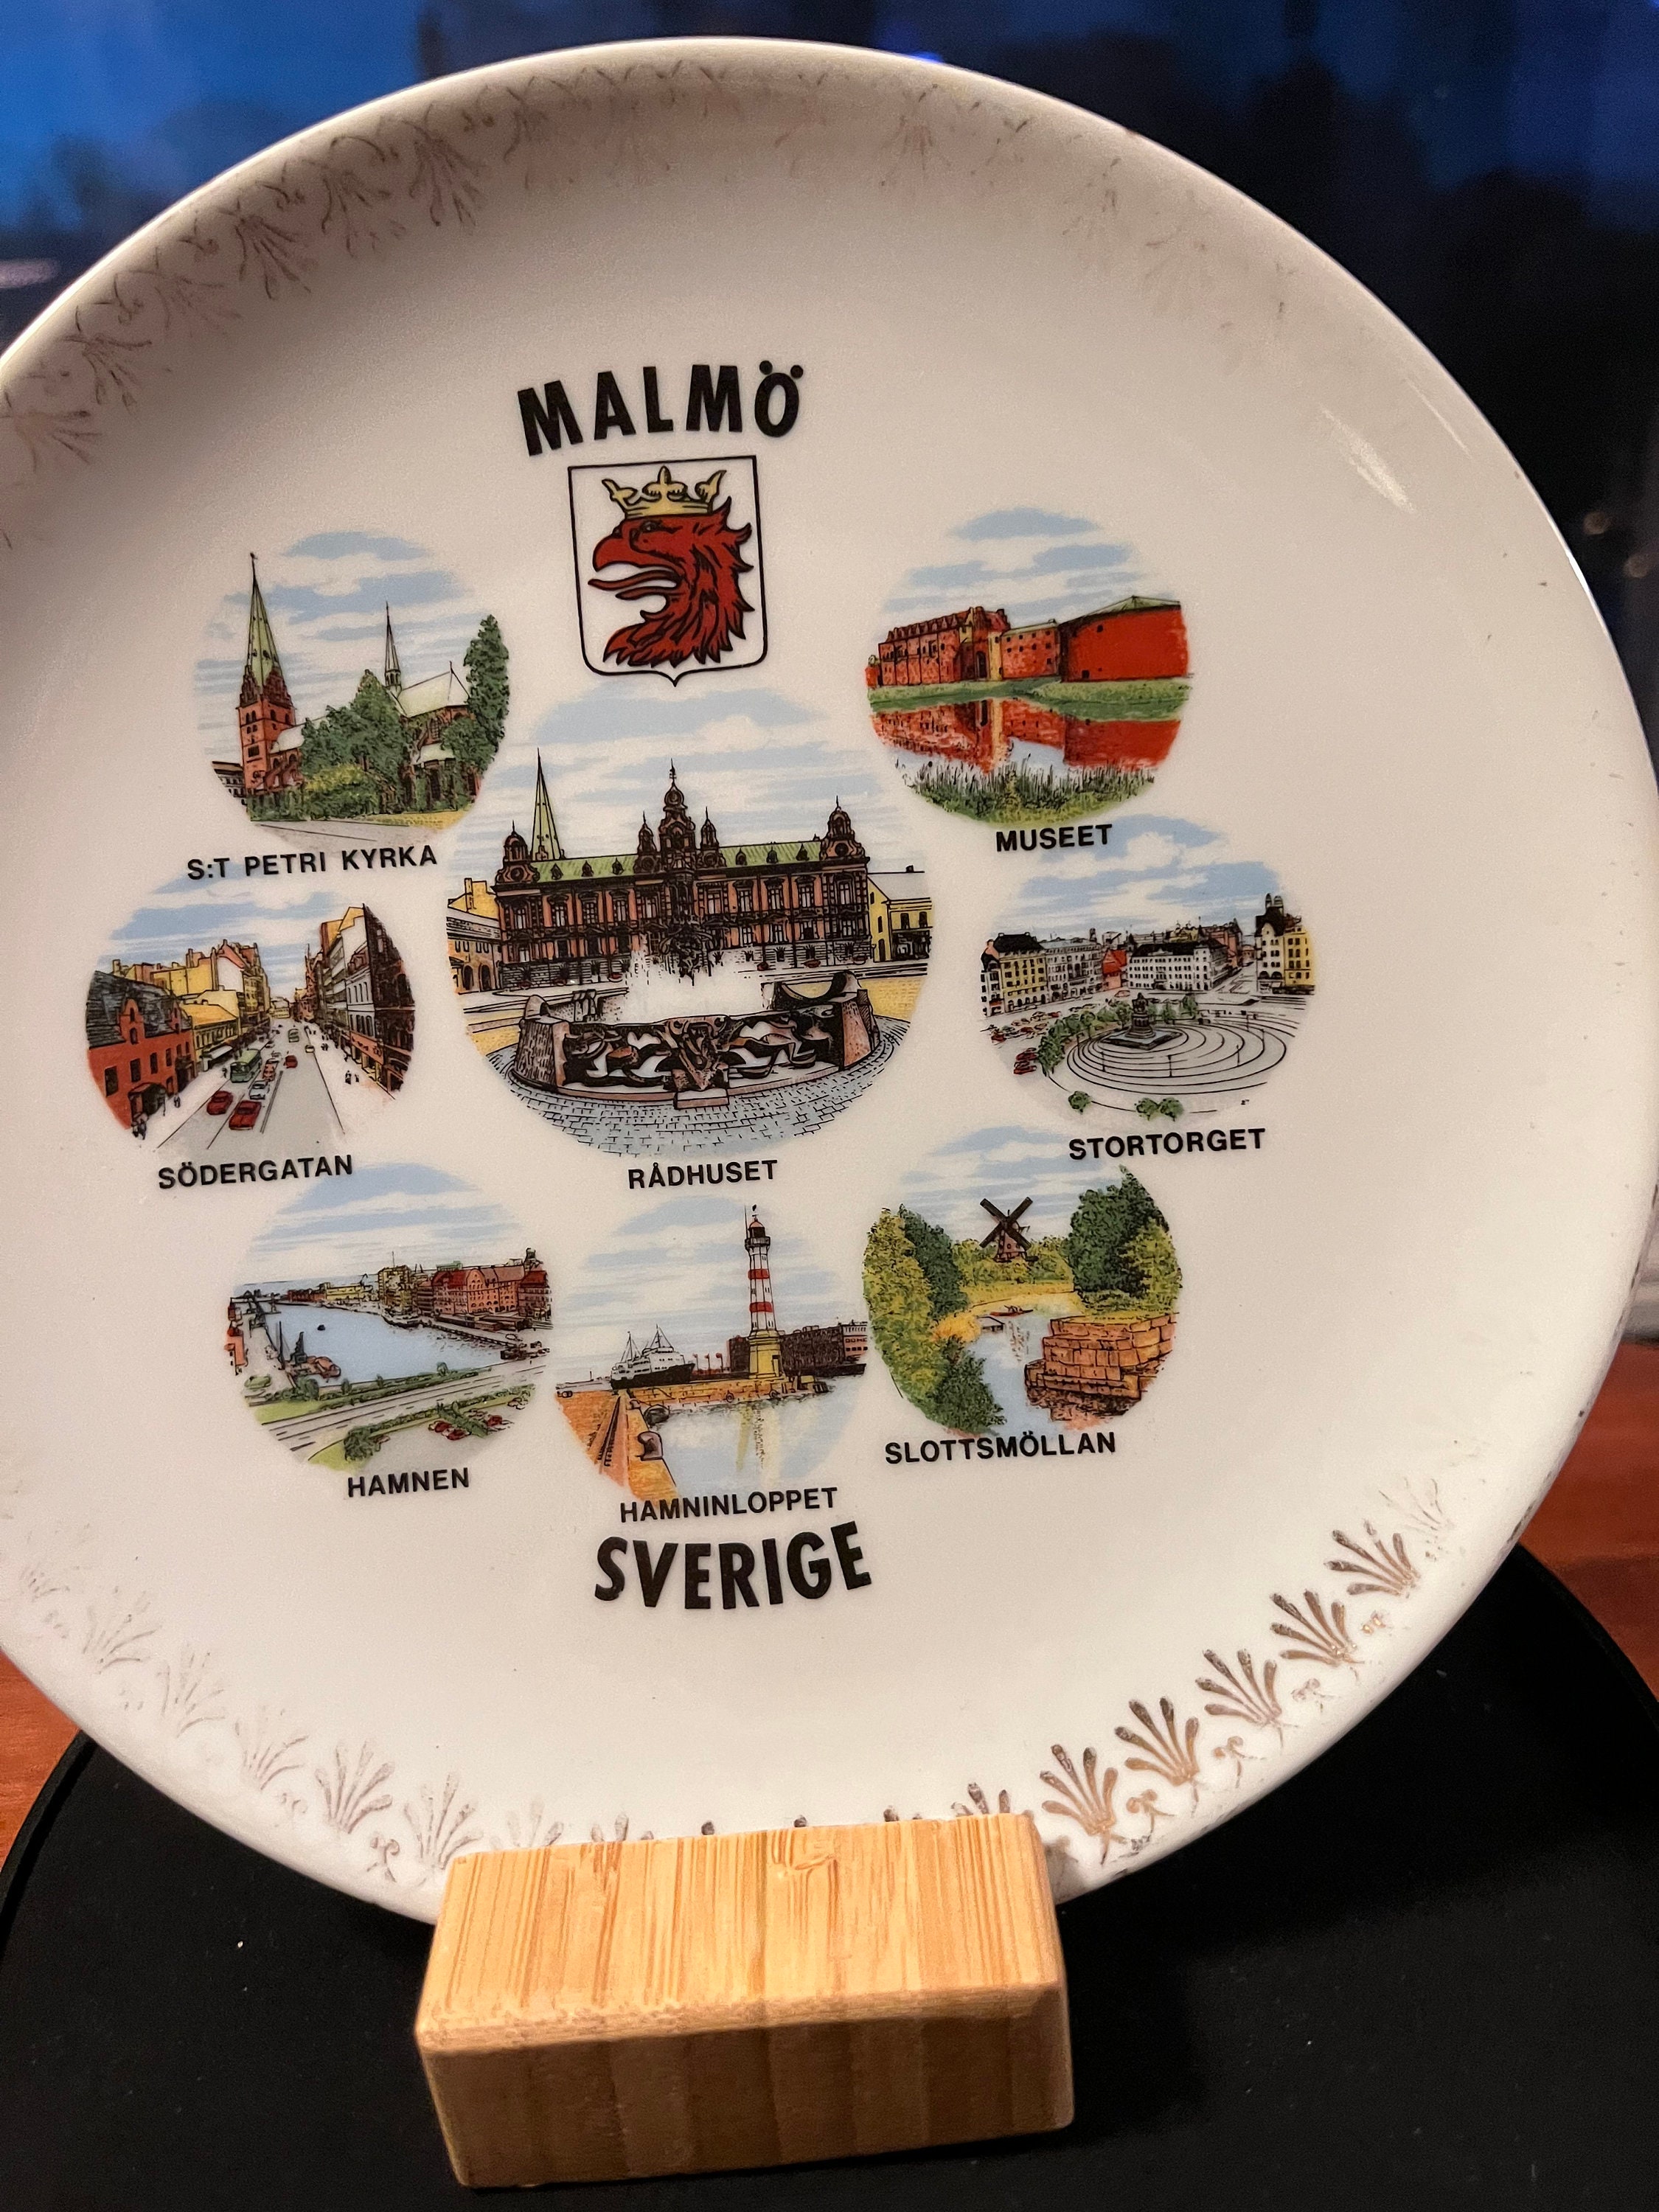 MALMÖ
S:T PETRI KYRKA
MUSEET
SÖDERGATAN
RÅDHUSET
STORTORGET
HAMNEN
HAMNINLOPPET
SLOTTSMÖLLAN
SVERIGE